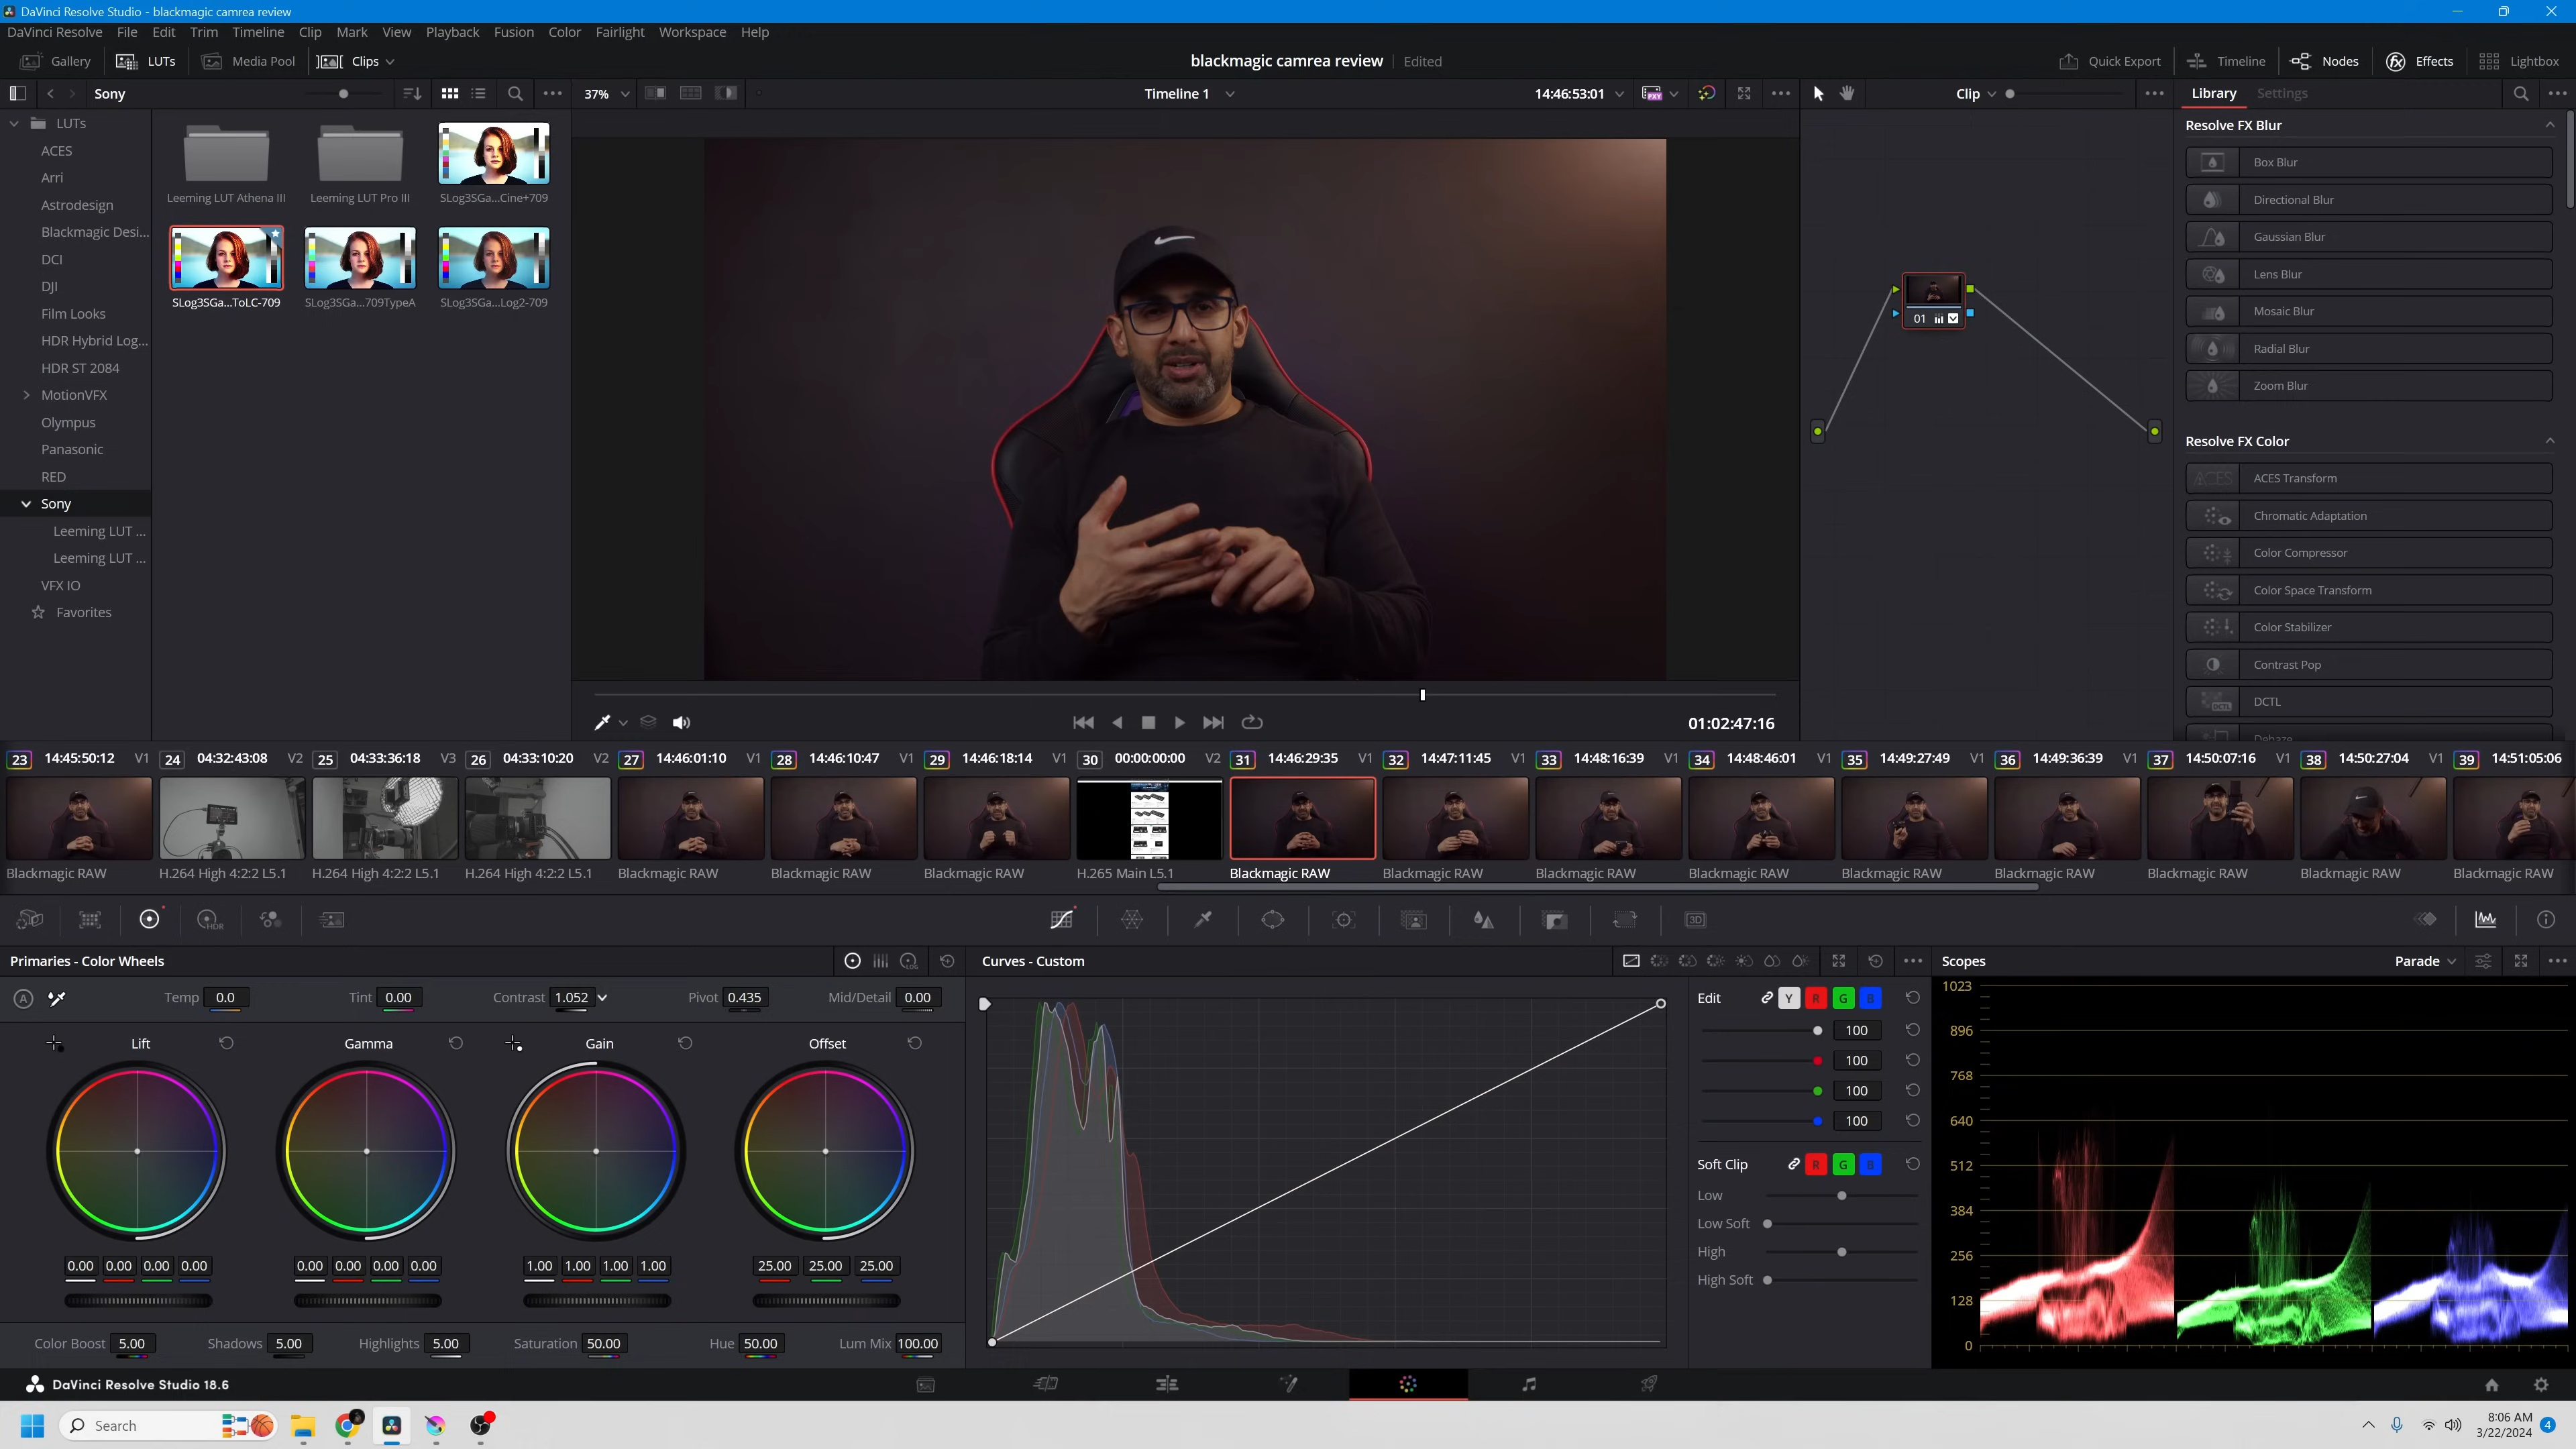 DaVinci Resolve Studio - blackmagic camrea review
DaVinci Resolve File Edit Trim Timeline Clip Mark View Playback Fusion Color Fairlight Workspace Help
Gallery LUTs Media Pool Clips
blackmagic camrea review Edited
Quick Export Timeline Nodes Effects Lightbox
Sony
37%
Timeline 1
14:46:53:01
Clip
Library Settings
LUTs
ACES
Arri
Astrodesign
Blackmagic Desi...
DCI
DJI
Film Looks
HDR Hybrid Log...
HDR ST 2084
MotionVFX
Olympus
Panasonic
RED
Sony
Leeming LUT ...
Leeming LUT ...
VFX IO
Favorites
Leeming LUT Athena III
Leeming LUT Pro III
SLog3SGa...Cine+709
SLog3SGa...ToLC-709
SLog3SGa...709TypeA
SLog3SGa...Log2-709
01
Resolve FX Blur
Box Blur
Directional Blur
Gaussian Blur
Lens Blur
Mosaic Blur
Radial Blur
Zoom Blur
Resolve FX Color
ACES Transform
Chromatic Adaptation
Color Compressor
Color Space Transform
Color Stabilizer
Contrast Pop
DCTL
01:02:47:16
23 14:45:50:12 V1 24 04:32:43:08 V2 25 04:33:36:18 V3 26 04:33:10:20 V2 27 14:46:01:10 V1 28 14:46:10:47 V1 29 14:46:18:14 V1 30 00:00:00:00 V2 31 14:46:29:35 V1 32 14:47:11:45 V1 33 14:48:16:39 V1 34 14:48:46:01 V1 35 14:49:27:49 V1 36 14:49:36:39 V1 37 14:50:07:16 V1 38 14:50:27:04 V1 39 14:51:05:06
Blackmagic RAW H.264 High 4:2:2 L5.1 H.264 High 4:2:2 L5.1 H.264 High 4:2:2 L5.1 Blackmagic RAW Blackmagic RAW Blackmagic RAW H.265 Main L5.1 Blackmagic RAW Blackmagic RAW Blackmagic RAW Blackmagic RAW Blackmagic RAW Blackmagic RAW Blackmagic RAW Blackmagic RAW Blackmagic RAW
HDR
3D
Primaries - Color Wheels
LOG
A Temp 0.0 Tint 0.00 Contrast 1.052 Pivot 0.435 Mid/Detail 0.00
Lift Gamma Gain Offset
0.00 0.00 0.00 0.00 0.00 0.00 0.00 0.00 1.00 1.00 1.00 1.00 25.00 25.00 25.00
Color Boost 5.00 Shadows 5.00 Highlights 5.00 Saturation 50.00 Hue 50.00 Lum Mix 100.00
Curves - Custom
Edit Y R G B
100
100
100
100
Soft Clip R G B
Low
Low Soft
High
High Soft
Scopes
Parade
1023
896
768
640
512
384
256
128
0
DaVinci Resolve Studio 18.6
Search
8:06 AM
3/22/2024
4